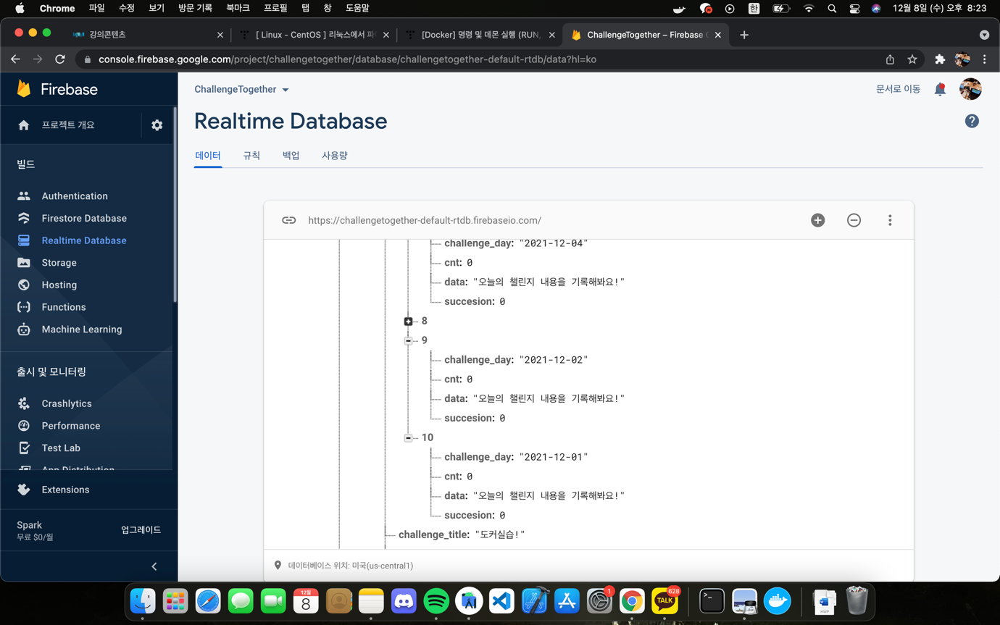 Chrome 파일 수정 보기 방문 기록 북마크 프로필 탭 창 도움말 한 12월 8일 (수) 오후 8:23
강의콘텐츠
[ Linux - CentOS ] 리눅스에서 파
[Docker] 명령 및 데몬 실행 (RUN,
ChallengeTogether – Firebase
console.firebase.google.com/project/challengetogether/database/challengetogether-default-rtdb/data?hl=ko
Firebase
프로젝트 개요
빌드
Authentication
Firestore Database
Realtime Database
Storage
Hosting
Functions
Machine Learning
출시 및 모니터링
Crashlytics
Performance
Test Lab
App Distribution
Extensions
Spark
무료 $0/월
업그레이드
ChallengeTogether
문서로 이동
Realtime Database
데이터 규칙 백업 사용량
https://challengetogether-default-rtdb.firebaseio.com/
challenge_day: "2021-12-04"
cnt: 0
data: "오늘의 챌린지 내용을 기록해봐요!"
succesion: 0
8
9
challenge_day: "2021-12-02"
cnt: 0
data: "오늘의 챌린지 내용을 기록해봐요!"
succesion: 0
10
challenge_day: "2021-12-01"
cnt: 0
data: "오늘의 챌린지 내용을 기록해봐요!"
succesion: 0
challenge_title: "도커실습!"
데이터베이스 위치: 미국(us-central1)
12월
8
1
TALK
628
HWP